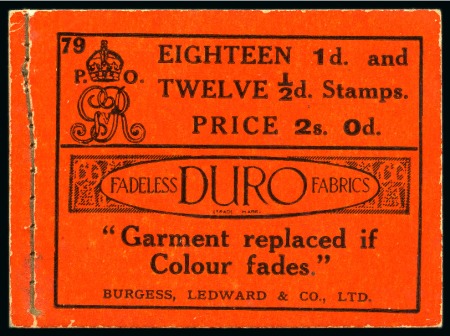 79
P. O.
GR
EIGHTEEN 1d. and
TWELVE ½d. Stamps.
PRICE 2s. 0d.
FADELESS DURO FABRICS
TRADE MARK.
"Garment replaced if
Colour fades."
BURGESS, LEDWARD & CO., LTD.